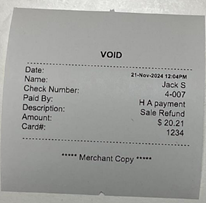 VOID
Date: 21-Nov-2024 12:04PM
Name: Jack S
Check Number: 4-007
Paid By: H A payment
Description: Sale Refund
Amount: $ 20.21
Card#: 1234
***** Merchant Copy *****